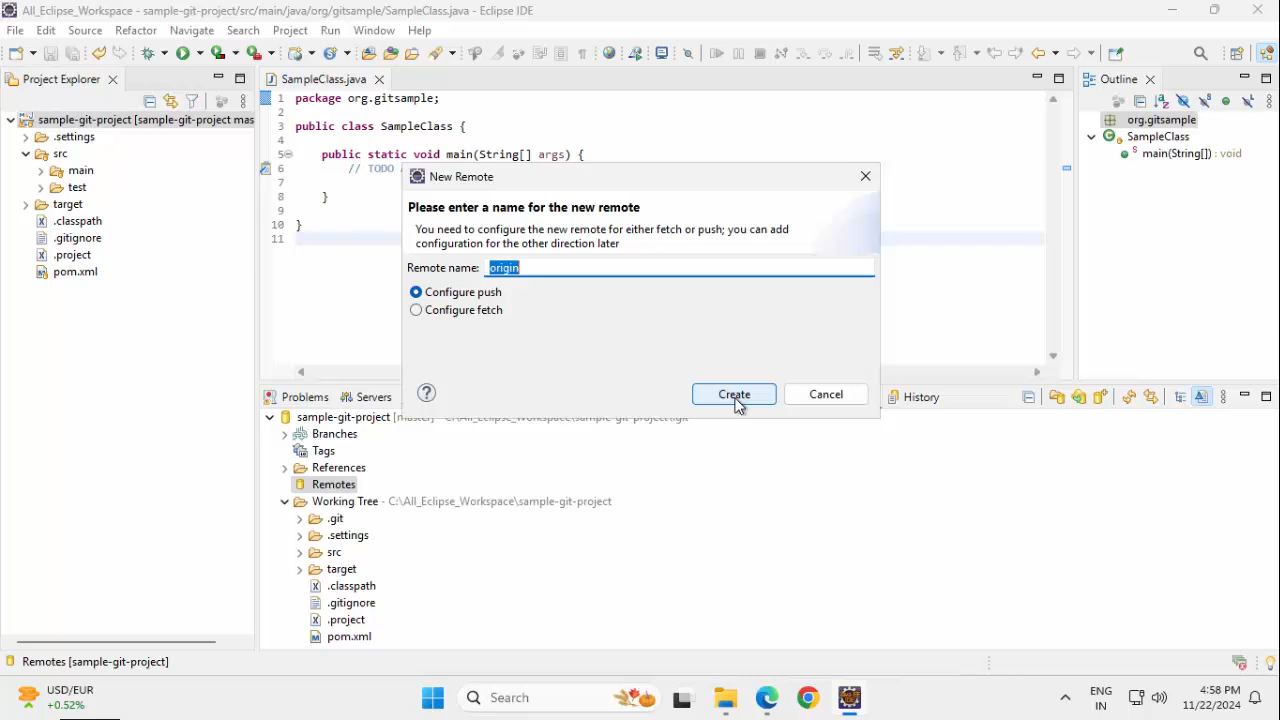 All_Eclipse_Workspace - sample-git-project/src/main/java/org/gitsample/SampleClass.java - Eclipse IDE
File Edit Source Refactor Navigate Search Project Run Window Help
Project Explorer
SampleClass.java
Outline
sample-git-project [sample-git-project mas
.settings
src
main
test
target
.classpath
.gitignore
.project
pom.xml
1 package org.gitsample;
2
3 public class SampleClass {
4
5 public static void main(String[] args) {
6 // TODO
7
8 }
9
10 }
11
org.gitsample
SampleClass
main(String[]) : void
New Remote
Please enter a name for the new remote
You need to configure the new remote for either fetch or push; you can add
configuration for the other direction later
Remote name: origin
Configure push
Configure fetch
Create
Cancel
Problems
Servers
History
sample-git-project [master] - C:\All_Eclipse_Workspace\sample-git-project\.git
Branches
Tags
References
Remotes
Working Tree - C:\All_Eclipse_Workspace\sample-git-project
.git
.settings
src
target
.classpath
.gitignore
.project
pom.xml
Remotes [sample-git-project]
USD/EUR
+0.52%
Search
ENG
IN
4:58 PM
11/22/2024